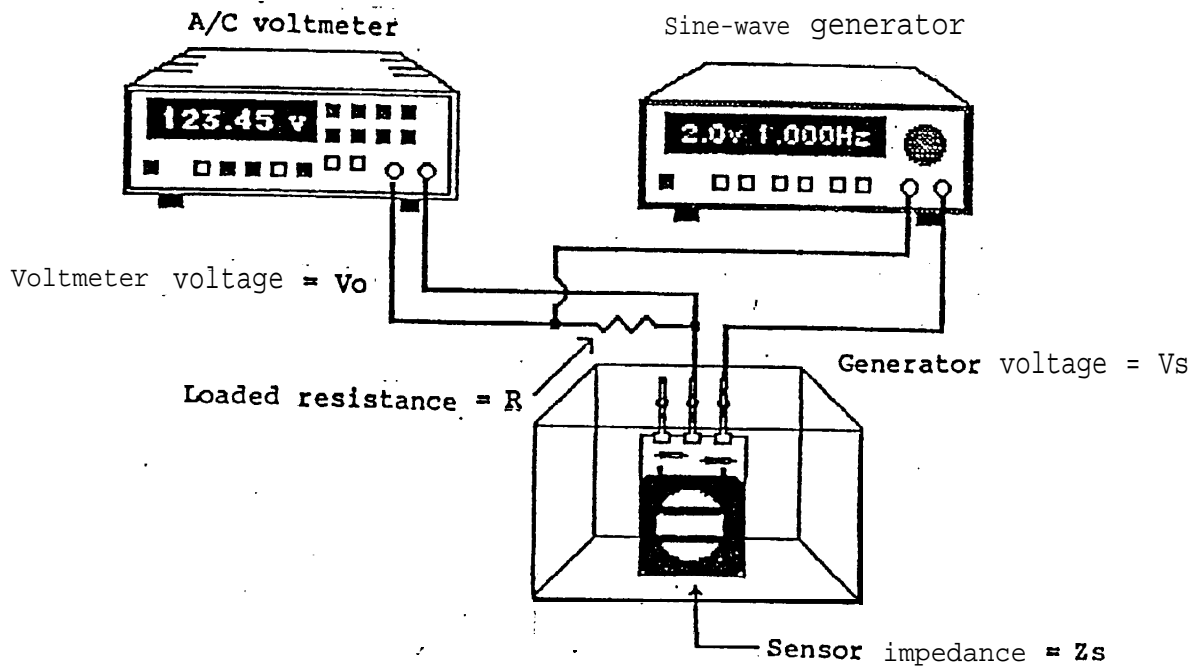 A/C voltmeter
Sine-wave generator
123.45 v
2.0v 1.000Hz
Voltmeter voltage = Vo
Generator voltage = Vs
Loaded resistance = R
Sensor impedance = Zs